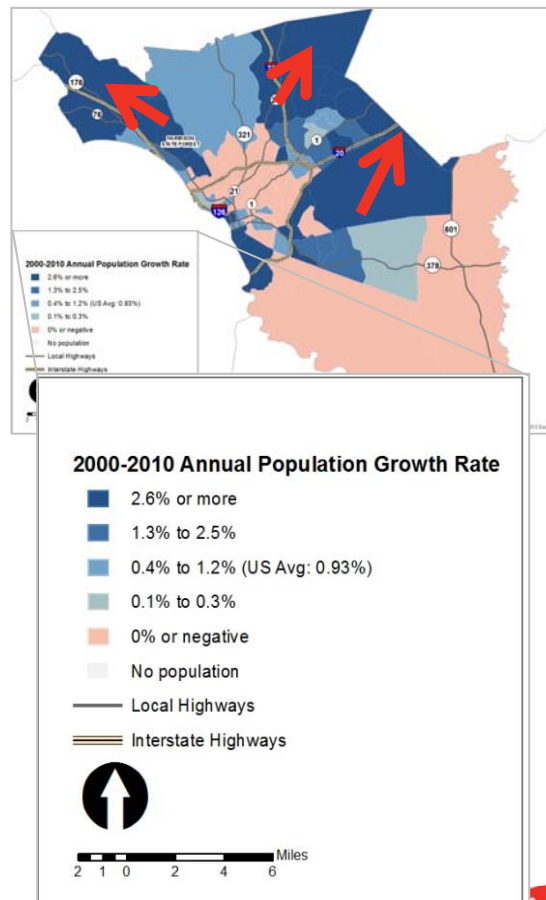 176
76
HARBISON
STATE FOREST
321
1
20
21
126
1
601
378
2000-2010 Annual Population Growth Rate
2.6% or more
1.3% to 2.5%
0.4% to 1.2% (US Avg: 0.93%)
0.1% to 0.3%
0% or negative
No population
Local Highways
Interstate Highways
2000-2010 Annual Population Growth Rate
2.6% or more
1.3% to 2.5%
0.4% to 1.2% (US Avg: 0.93%)
0.1% to 0.3%
0% or negative
No population
Local Highways
Interstate Highways
Miles
2 1 0 2 4 6